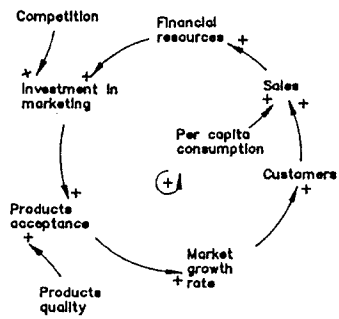 Competition
Financial
resources
+
+
+
Investment in
marketing
Sales
+
+
Per capita
consumption
+
Customers
+
+
Products
acceptance
+
Market
growth
rate
+
Products
quality